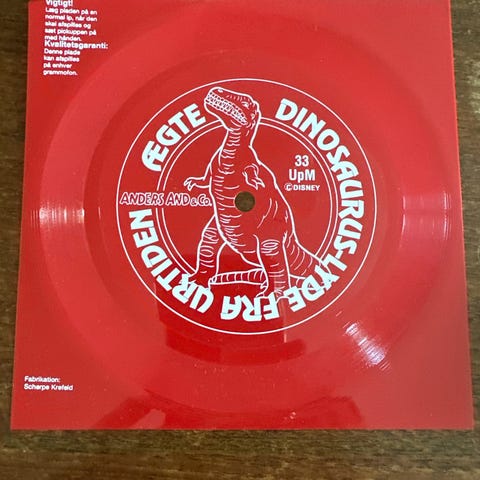 Vigtigt!
Læg pladen på en
normal lp, når den
skal afspilles og
sæt pickuppen på
med hånden.
Kvalitetsgaranti:
Denne plade
kan afspilles
på enhver
grammofon.
ÆGTE DINOSAURUS-LYDE FRA URTIDEN
33
UpM
©DISNEY
ANDERS AND & Co.
Fabrikation:
Scherpe Krefeld